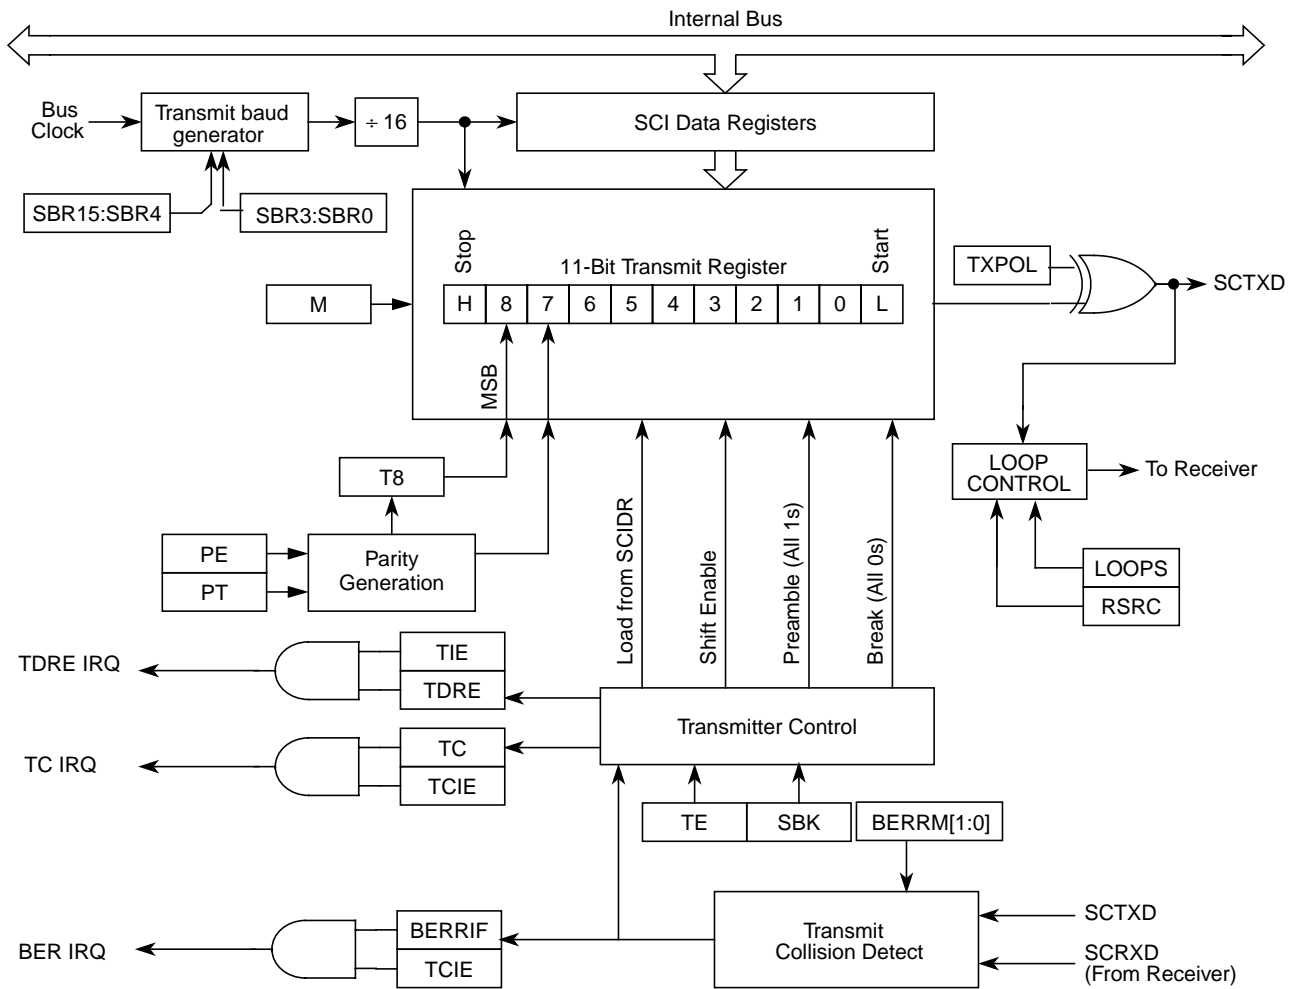 Internal Bus
Bus
Clock
Transmit baud
generator
÷ 16
SCI Data Registers
SBR15:SBR4
SBR3:SBR0
Stop
11-Bit Transmit Register
Start
M
H 8 7 6 5 4 3 2 1 0 L
TXPOL
SCTXD
MSB
T8
LOOP
CONTROL
To Receiver
PE
PT
Parity
Generation
Load from SCIDR
Shift Enable
Preamble (All 1s)
Break (All 0s)
LOOPS
RSRC
TDRE IRQ
TIE
TDRE
Transmitter Control
TC IRQ
TC
TCIE
TE
SBK
BERRM[1:0]
BER IRQ
BERRIF
TCIE
Transmit
Collision Detect
SCTXD
SCRXD
(From Receiver)